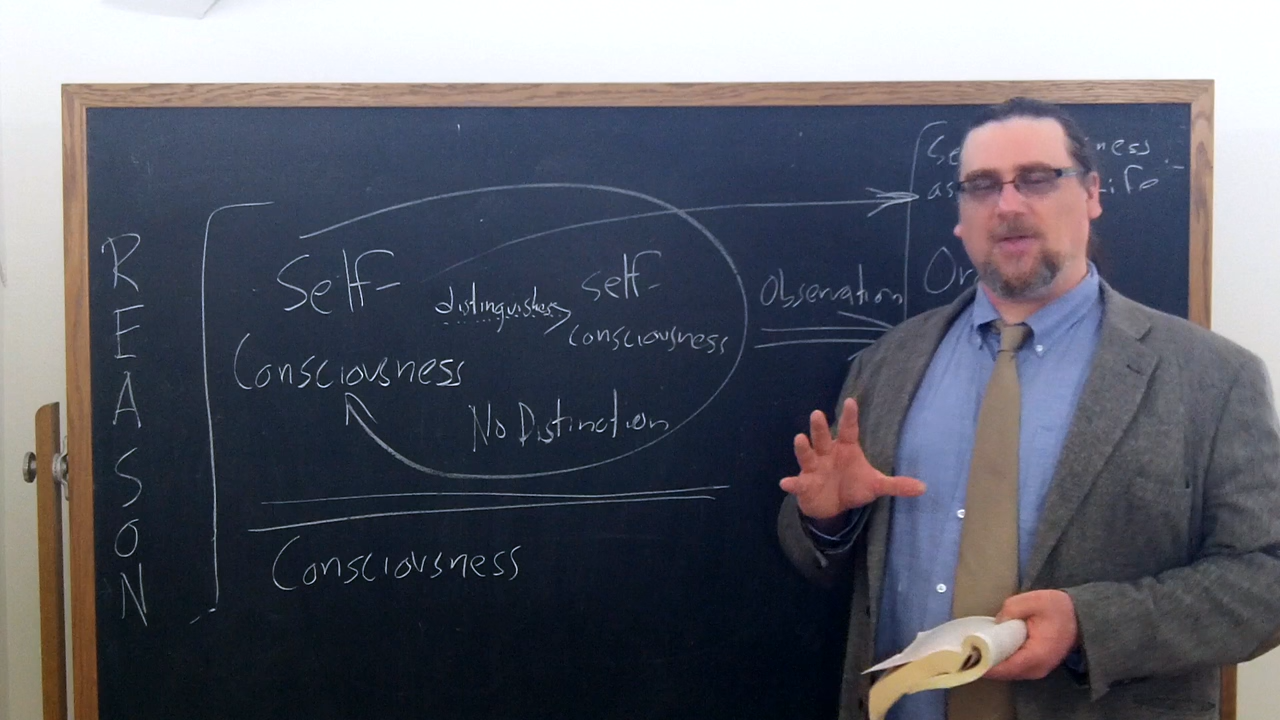 REASON
Self-
Consciousness
distinguishes
self-
consciousness
No Distinction
Consciousness
Observation